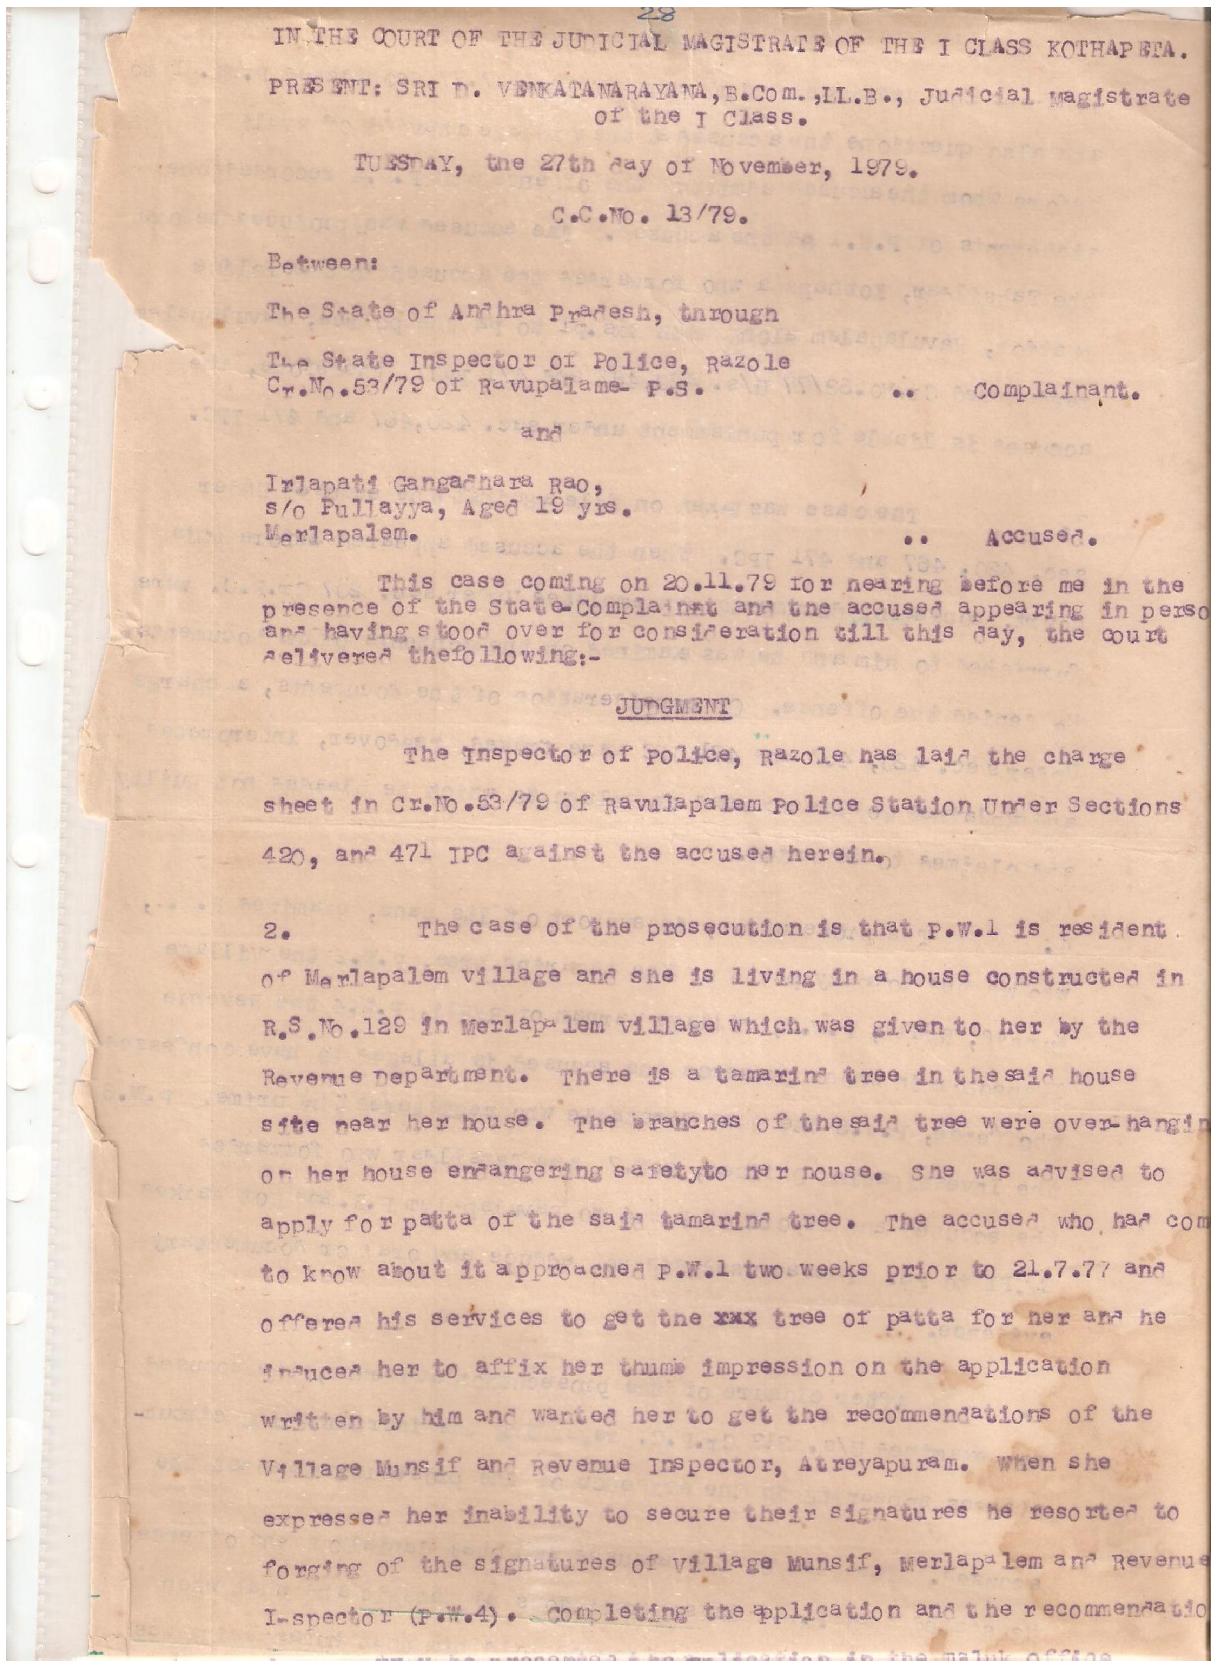 28
IN THE COURT OF THE JUDICIAL MAGISTRATE OF THE I CLASS KOTHAPETA.
PRESENT: SRI D. VENKATANARAYANA,B.Com.,LL.B., Judicial Magistrate
of the I Class.
TUESDAY, the 27th day of November, 1979.
C.C.No. 13/79.
Between:
The State of Andhra Pradesh, through
The State Inspector of Police, Razole
Cr.No.53/79 of Ravupalame- P.S. .. Complainant.
and
Irlapati Gangadhara Rao,
s/o Pullayya, Aged 19 yrs.
Merlapalem. .. Accused.
This case coming on 20.11.79 for hearing before me in the
presence of the State-Complainat and the accused appearing in perso
and having stood over for consideration till this day, the court
delivered thefollowing:-
JUDGMENT
The Inspector of Police, Razole has laid the charge
sheet in Cr.No.53/79 of Ravulapalem Police Station Under Sections
420, and 471 IPC against the accused herein.
2. The case of the prosecution is that P.W.1 is resident
of Merlapalem village and she is living in a house constructed in
R.S.No.129 in Merlapalem village which was given to her by the
Revenue Department. There is a tamarind tree in the said house
site near her house. The branches of the said tree were over-hangin
on her house endangering safetyto her house. She was advised to
apply for patta of the said tamarind tree. The accused who had com
to know about it approached P.W.1 two weeks prior to 21.7.77 and
offered his services to get the xxx tree of patta for her and he
induced her to affix her thumb impression on the application
written by him and wanted her to get the recommendations of the
Village Munsif and Revenue Inspector, Atreyapuram. When she
expressed her inability to secure their signatures he resorted to
forging of the signatures of Village Munsif, Merlapalem and Revenue
I-spector (P.W.4). Completing the application and the recommendatio
application in the taluk office